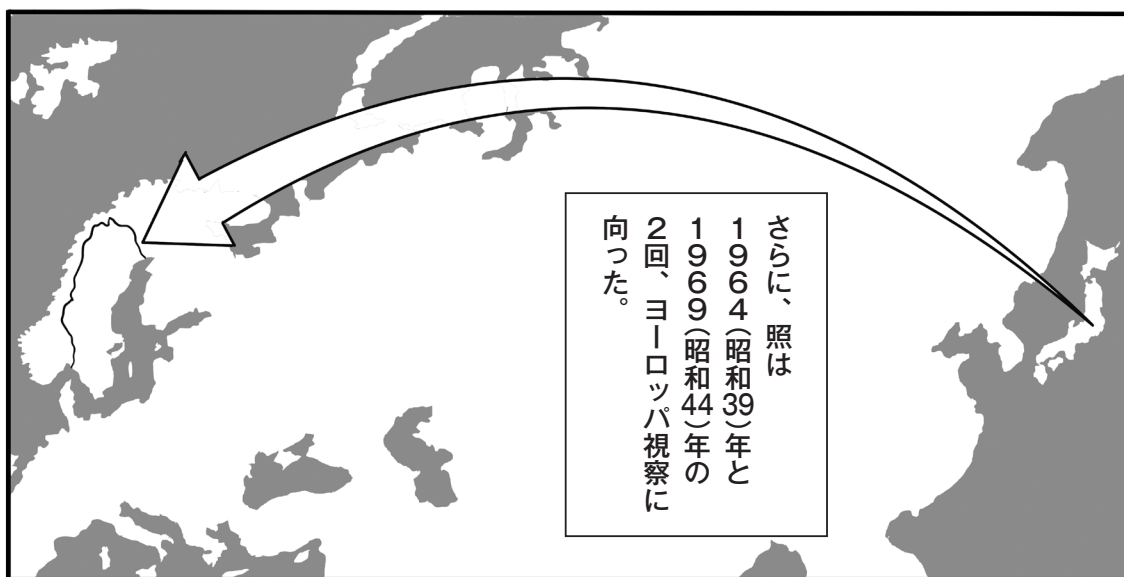 さらに、照は
１９６４(昭和39)年と
１９６９(昭和44)年の
２回、ヨーロッパ視察に
向った。